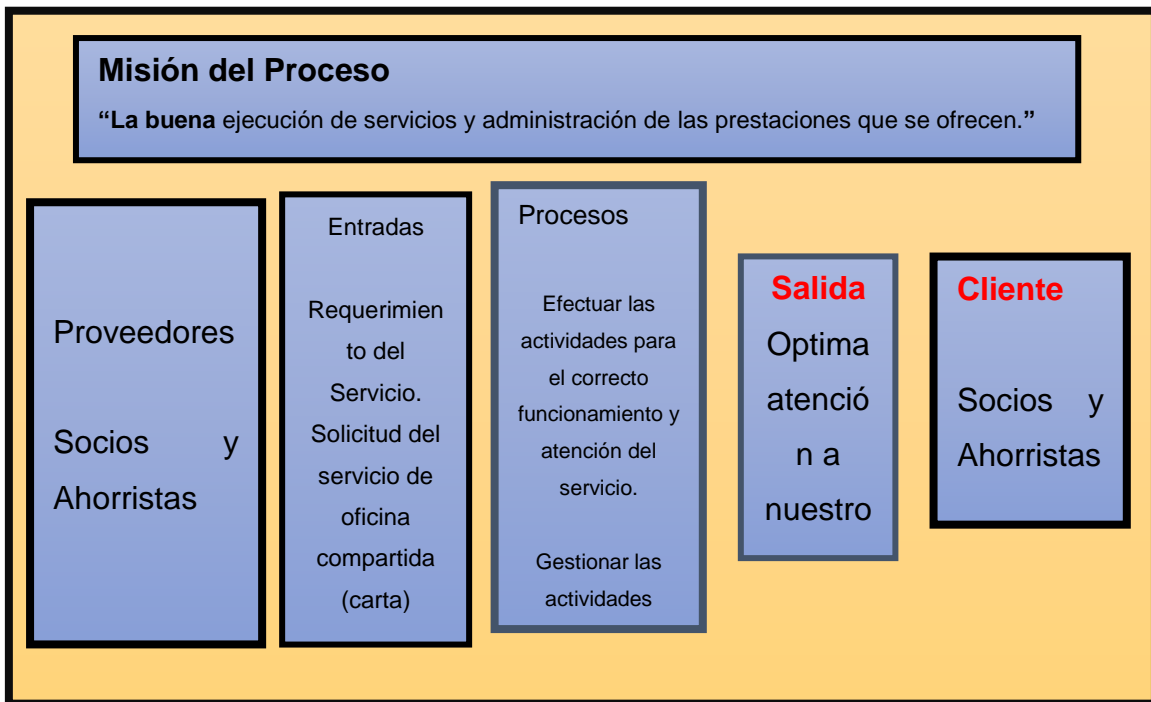 Misión del Proceso
“La buena ejecución de servicios y administración de las prestaciones que se ofrecen.”
Proveedores
Socios y
Ahorristas
Entradas
Requerimien
to del
Servicio.
Solicitud del
servicio de
oficina
compartida
(carta)
Procesos
Efectuar las
actividades para
el correcto
funcionamiento y
atención del
servicio.
Gestionar las
actividades
Salida
Optima
atenció
n a
nuestro
Cliente
Socios y
Ahorristas